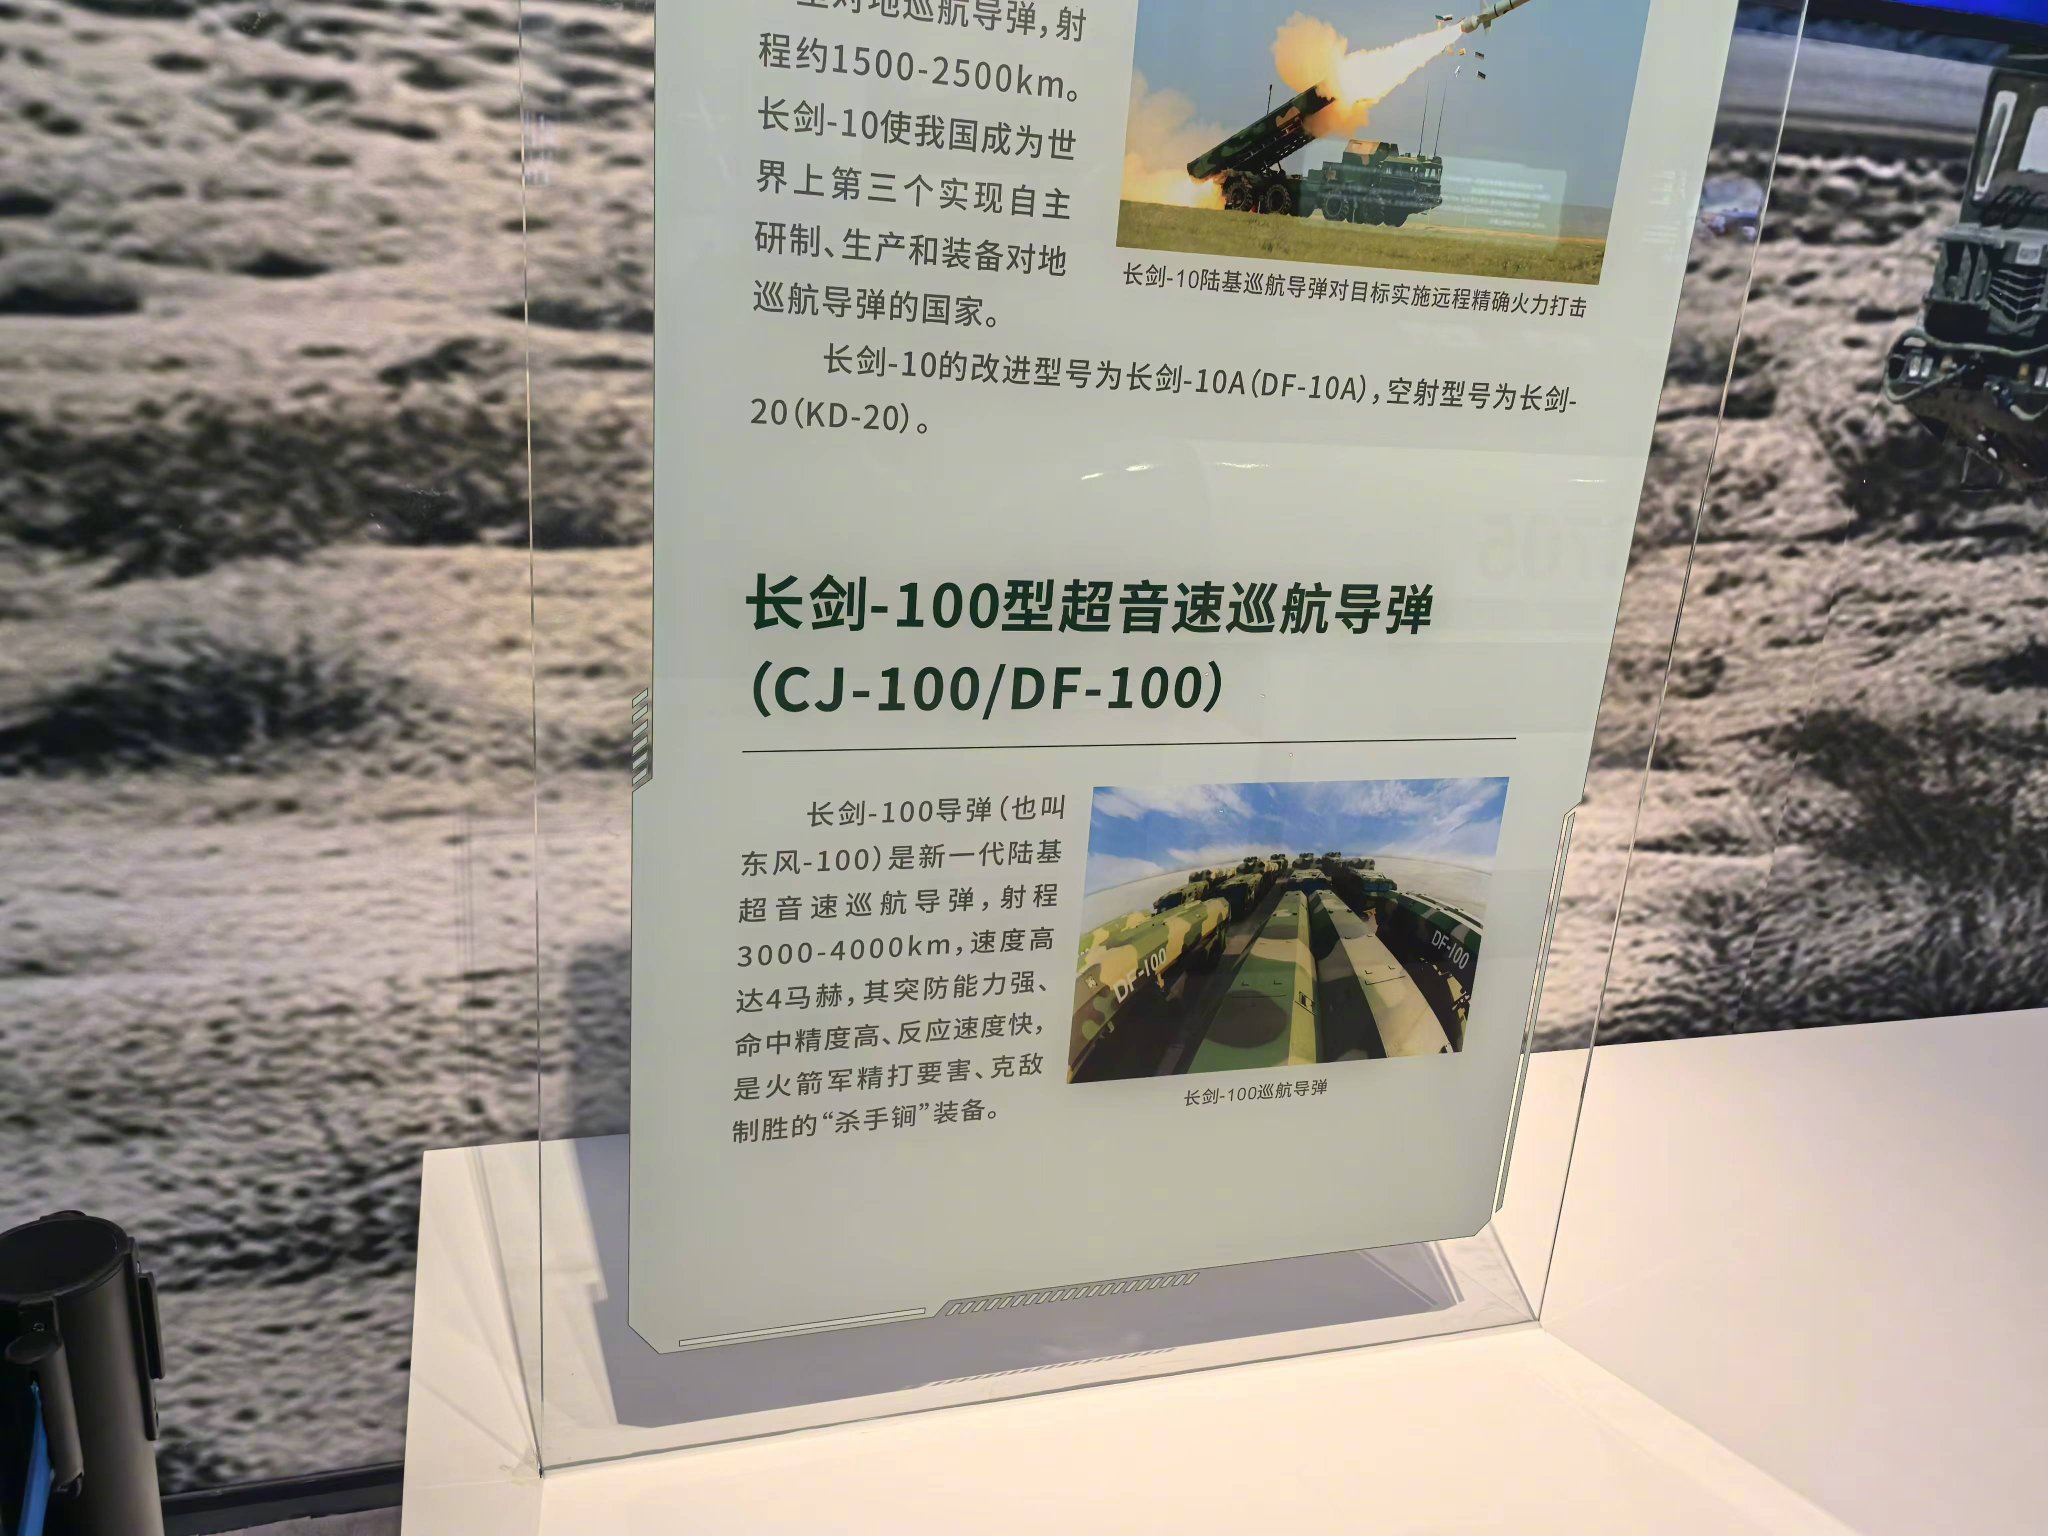 对地巡航导弹，射
程约1500-2500km。
长剑-10使我国成为世
界上第三个实现自主
研制、生产和装备对地
巡航导弹的国家。
长剑-10陆基巡航导弹对目标实施远程精确火力打击
长剑-10的改进型号为长剑-10A（DF-10A），空射型号为长剑-
20（KD-20）。
长剑-100型超音速巡航导弹
（CJ-100/DF-100）
长剑-100导弹（也叫
东风-100）是新一代陆基
超音速巡航导弹，射程
3000-4000km，速度高
达4马赫，其突防能力强、
命中精度高、反应速度快，
是火箭军精打要害、克敌
制胜的“杀手锏”装备。
DF-100
DF-100
长剑-100巡航导弹